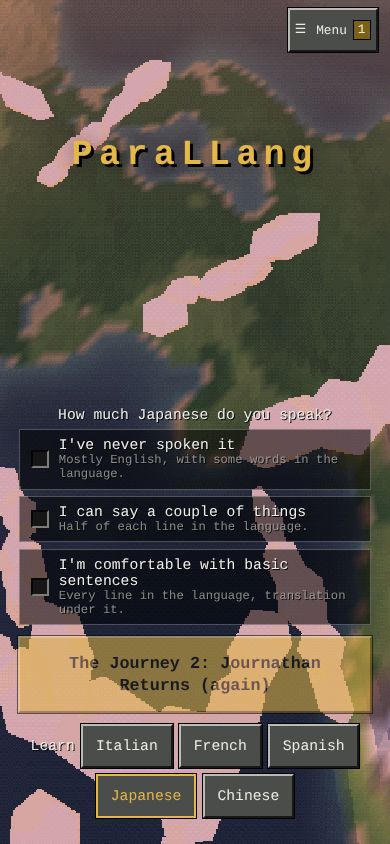 ☰ Menu 1
ParaLLang
How much Japanese do you speak?
I've never spoken it
Mostly English, with some words in the
language.
I can say a couple of things
Half of each line in the language.
I'm comfortable with basic
sentences
Every line in the language, translation
under it.
The Journey 2: Journathan
Returns (again)
Learn Italian French Spanish
Japanese Chinese